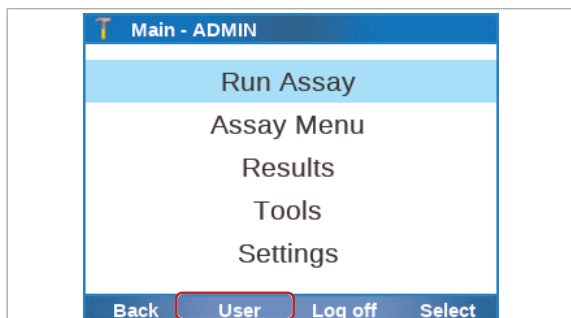 Main - ADMIN
Run Assay
Assay Menu
Results
Tools
Settings
Back User Log off Select